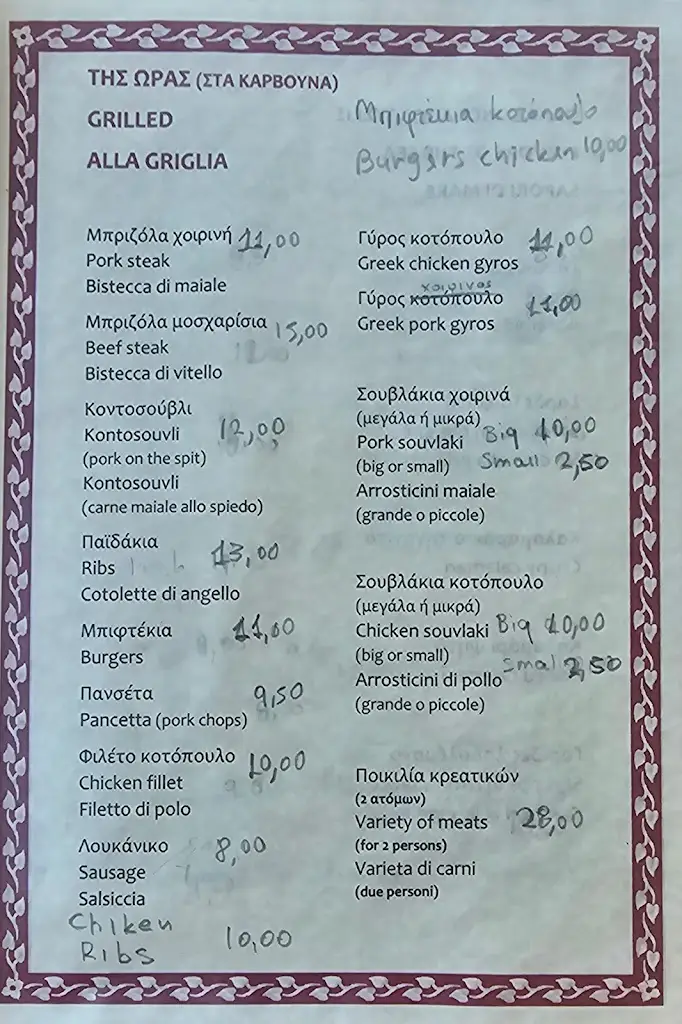 ΤΗΣ ΩΡΑΣ (ΣΤΑ ΚΑΡΒΟΥΝΑ)
GRILLED
ALLA GRIGLIA
Μπριζόλα χοιρινή 11,00
Pork steak
Bistecca di maiale
Μπριζόλα μοσχαρίσια 15,00
Beef steak
Bistecca di vitello
Κοντοσούβλι
Kontosouvli 12,00
(pork on the spit)
Kontosouvli
(carne maiale allo spiedo)
Παϊδάκια
Ribs 13,00
Cotolette di angello
Μπιφτέκια 11,00
Burgers
Πανσέτα 9,50
Pancetta (pork chops)
Φιλέτο κοτόπουλο 10,00
Chicken fillet
Filetto di polo
Λουκάνικο 8,00
Sausage
Salsiccia
Chiken
Ribs 10,00
Μπιφτέκια κοτόπουλο
Burgers chicken 10,00
Γύρος κοτόπουλο 11,00
Greek chicken gyros
χοιρινος
Γύρος κοτόπουλο 11,00
Greek pork gyros
Σουβλάκια χοιρινά
(μεγάλα ή μικρά)
Pork souvlaki Big 10,00
(big or small) Small 2,50
Arrosticini maiale
(grande o piccole)
Σουβλάκια κοτόπουλο
(μεγάλα ή μικρά)
Chicken souvlaki Big 10,00
(big or small)
Arrosticini di pollo Smal 2,50
(grande o piccole)
Ποικιλία κρεατικών
(2 ατόμων)
Variety of meats 28,00
(for 2 persons)
Varieta di carni
(due personi)